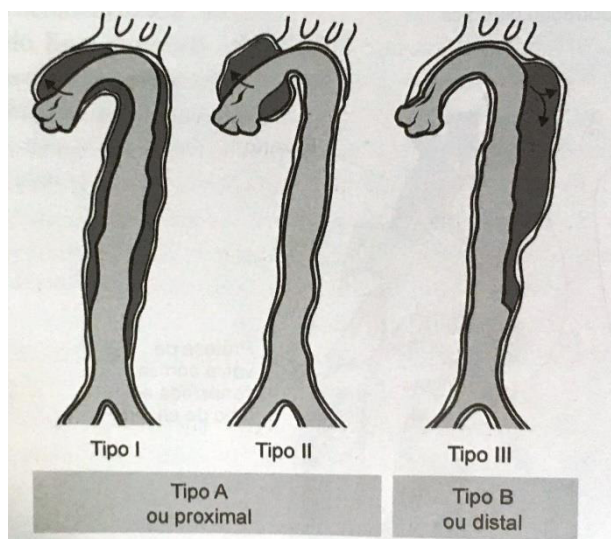 Tipo I
Tipo II
Tipo III
Tipo A
ou proximal
Tipo B
ou distal